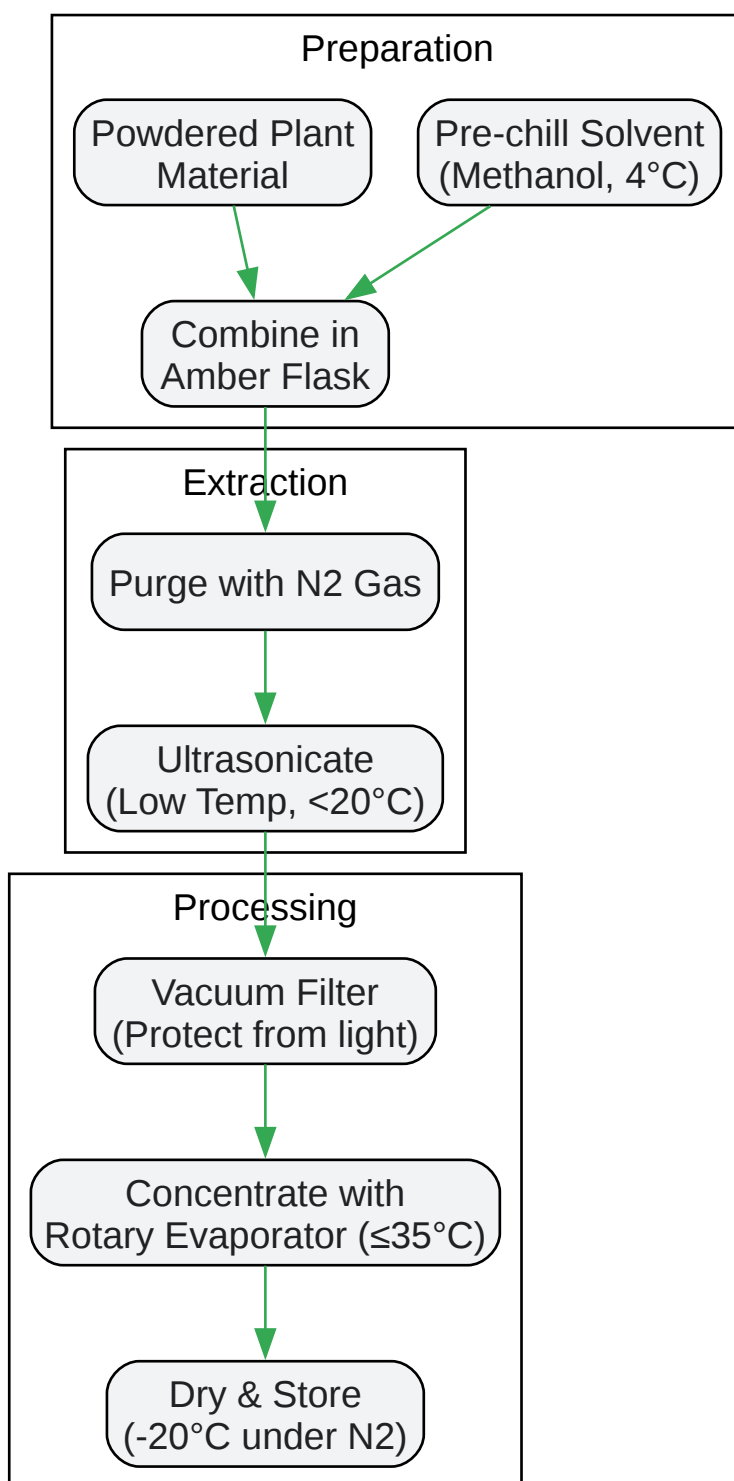 Preparation
Powdered Plant
Material
Pre-chill Solvent
(Methanol, 4°C)
Combine in
Amber Flask
Extraction
Purge with N2 Gas
Ultrasonicate
(Low Temp, <20°C)
Processing
Vacuum Filter
(Protect from light)
Concentrate with
Rotary Evaporator (≤35°C)
Dry & Store
(-20°C under N2)